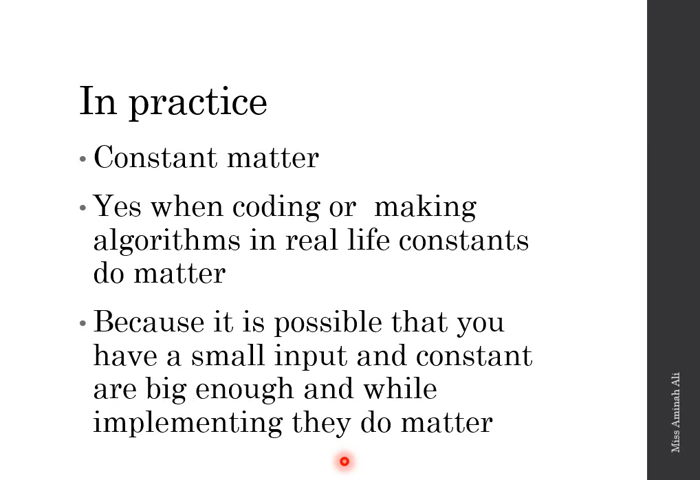 In practice
• Constant matter
• Yes when coding or  making
algorithms in real life constants
do matter
• Because it is possible that you
have a small input and constant
are big enough and while
implementing they do matter
Miss Aminah Ali